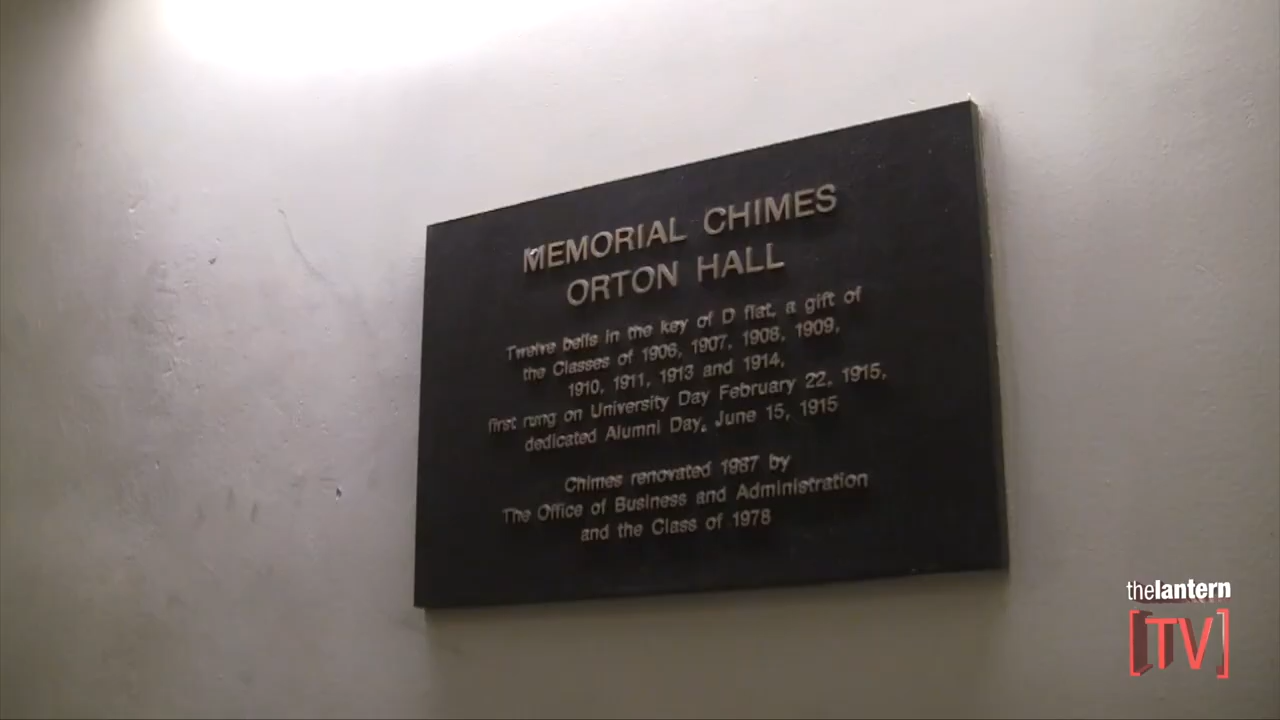 MEMORIAL CHIMES
ORTON HALL
Twelve bells in the key of D flat, a gift of
the Classes of 1906, 1907, 1908, 1909,
1910, 1911, 1913 and 1914,
first rung on University Day February 22, 1915,
dedicated Alumni Day, June 15, 1915
Chimes renovated 1987 by
The Office of Business and Administration
and the Class of 1978
thelantern
[TV]